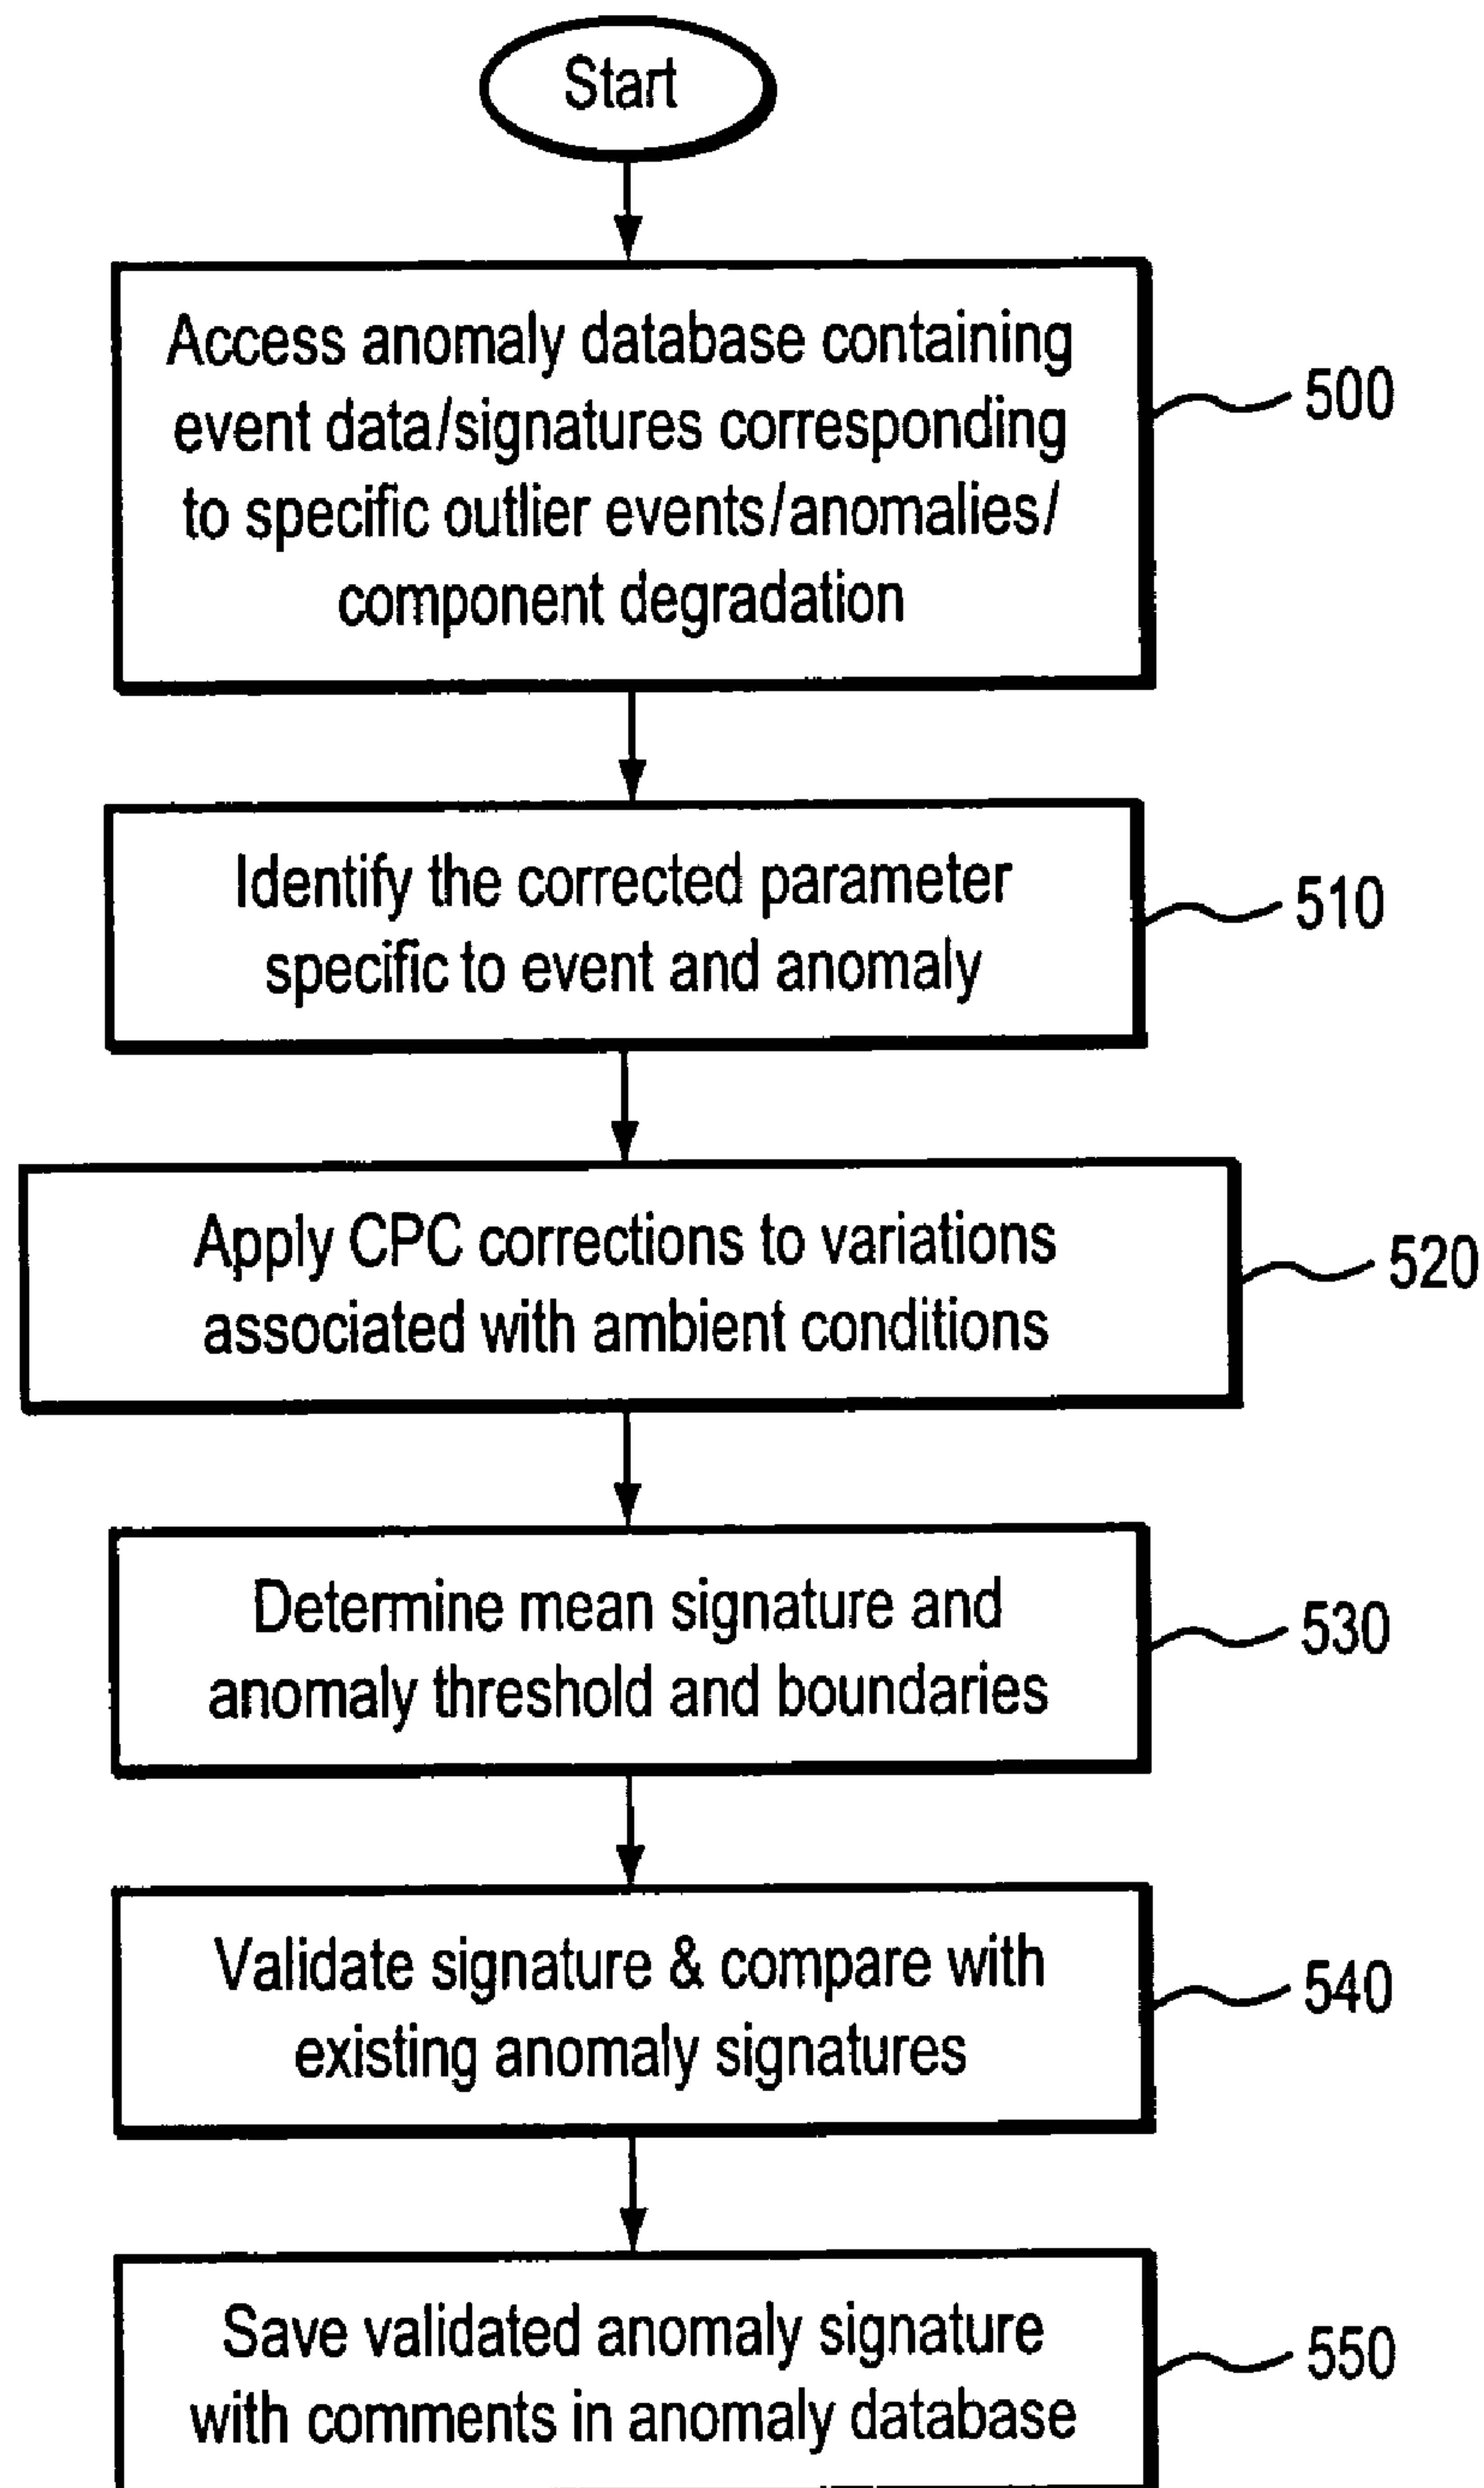 Start
Access anomaly database containing
event data/signatures corresponding
to specific outlier events/anomalies/
component degradation
500
Identify the corrected parameter
specific to event and anomaly
510
Apply CPC corrections to variations
associated with ambient conditions
520
Determine mean signature and
anomaly threshold and boundaries
530
Validate signature & compare with
existing anomaly signatures
540
Save validated anomaly signature
with comments in anomaly database
550